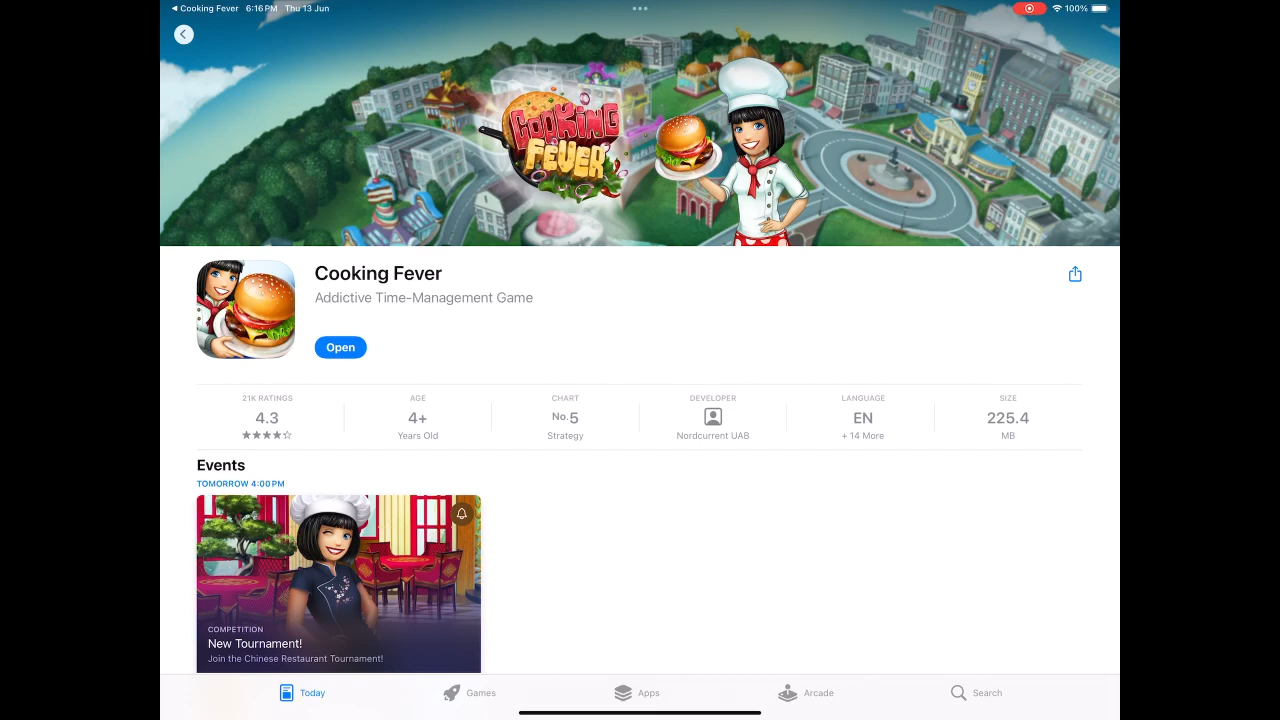 Cooking Fever 6:16 PM Thu 13 Jun
100%
COOKING
FEVER
Cooking Fever
Addictive Time-Management Game
Open
21K RATINGS
4.3
AGE
4+
Years Old
CHART
No.5
Strategy
DEVELOPER
Nordcurrent UAB
LANGUAGE
EN
+ 14 More
SIZE
225.4
MB
Events
TOMORROW 4:00 PM
COMPETITION
New Tournament!
Join the Chinese Restaurant Tournament!
Today
Games
Apps
Arcade
Search